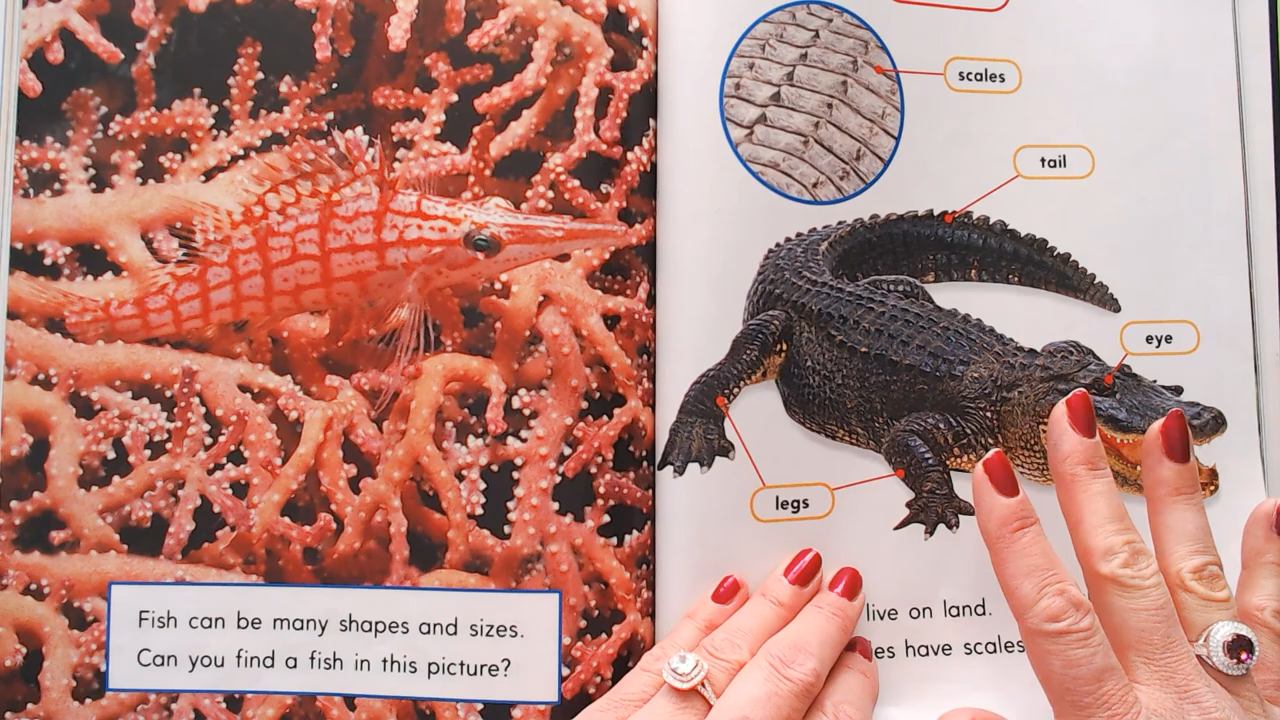 Fish can be many shapes and sizes.
Can you find a fish in this picture?
scales
tail
eye
legs
live on land.
have scales